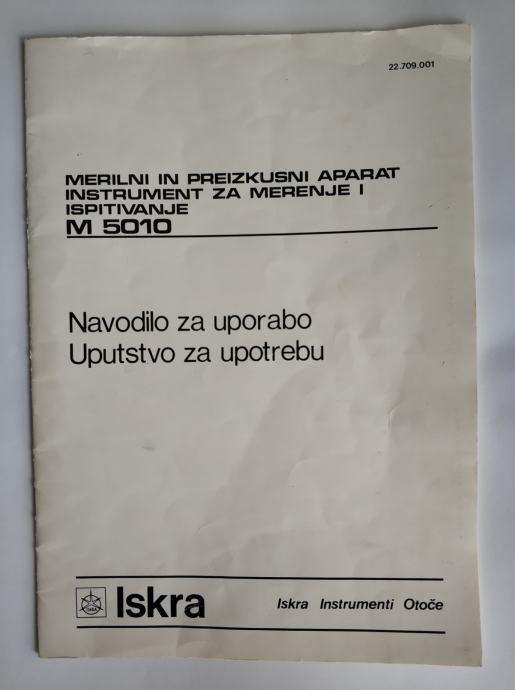 22.709.001
MERILNI IN PREIZKUSNI APARAT
INSTRUMENT ZA MERENJE I
ISPITIVANJE
M 5010
Navodilo za uporabo
Uputstvo za upotrebu
Iskra
Iskra Instrumenti Otoče